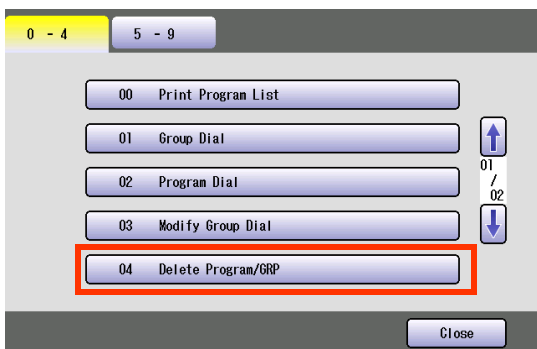 0 - 4
5 - 9
00 Print Program List
01 Group Dial
02 Program Dial
03 Modify Group Dial
04 Delete Program/GRP
01
/
02
Close